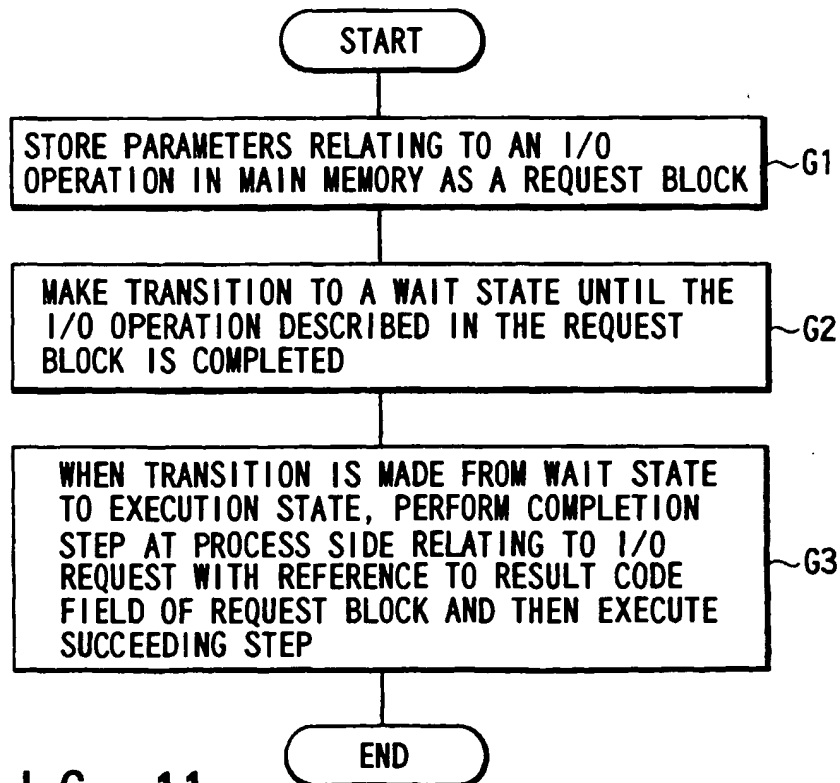 START
STORE PARAMETERS RELATING TO AN I/O
OPERATION IN MAIN MEMORY AS A REQUEST BLOCK
G1
MAKE TRANSITION TO A WAIT STATE UNTIL THE
I/O OPERATION DESCRIBED IN THE REQUEST
BLOCK IS COMPLETED
G2
WHEN TRANSITION IS MADE FROM WAIT STATE
TO EXECUTION STATE, PERFORM COMPLETION
STEP AT PROCESS SIDE RELATING TO I/O
REQUEST WITH REFERENCE TO RESULT CODE
FIELD OF REQUEST BLOCK AND THEN EXECUTE
SUCCEEDING STEP
G3
END